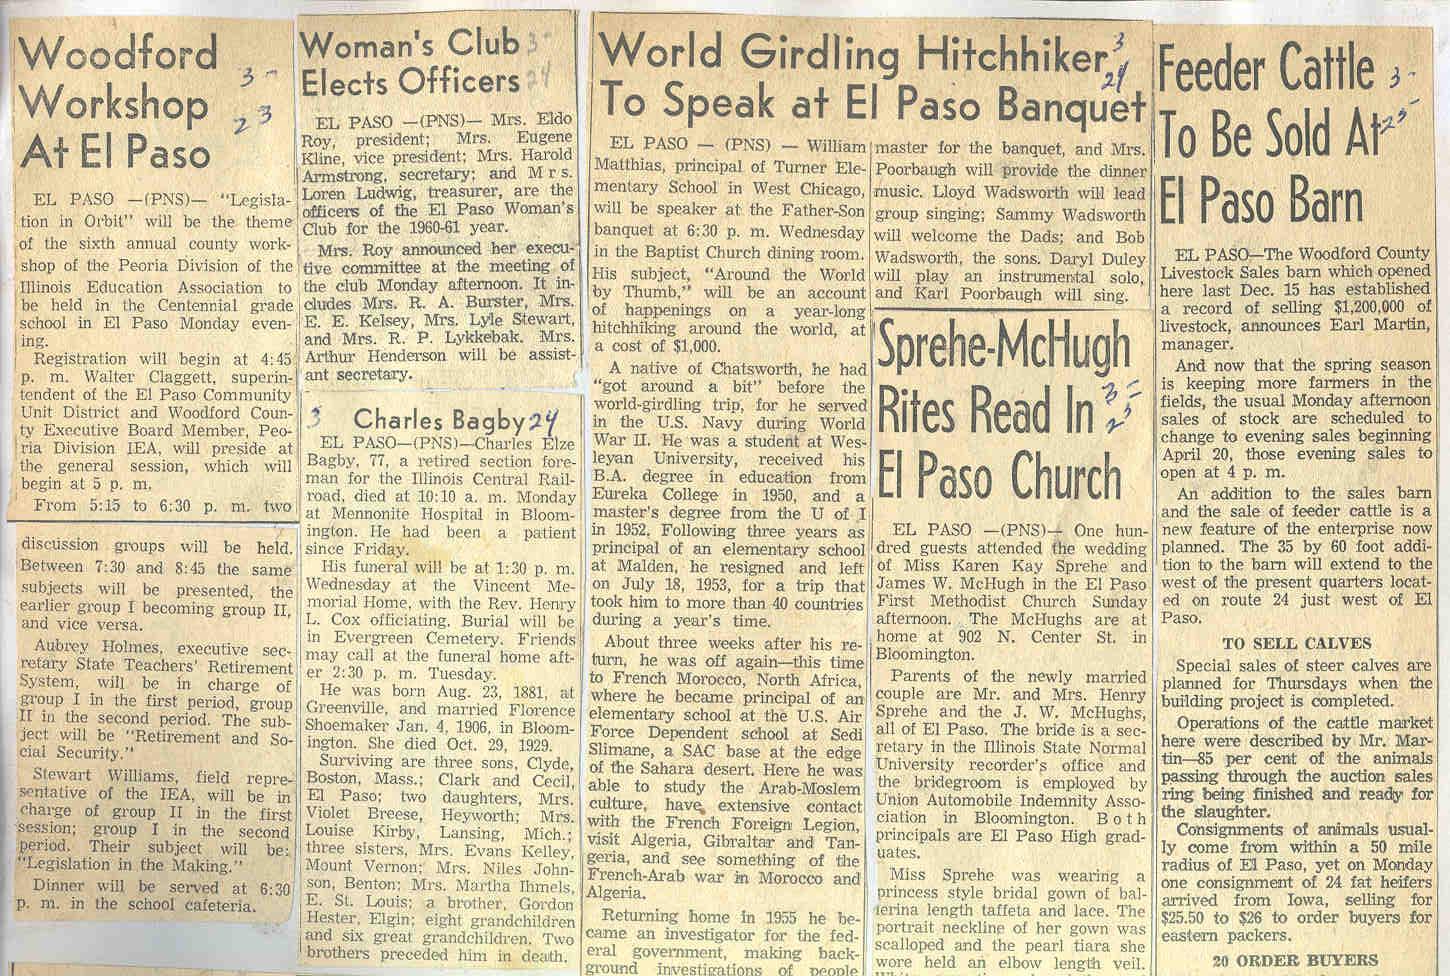 Woodford
Workshop
At El Paso
3-
23
EL PASO —(PNS)— "Legisla-
tion in Orbit" will be the theme
of the sixth annual county work-
shop of the Peoria Division of the
Illinois Education Association to
be held in the Centennial grade
school in El Paso Monday even-
ing.
Registration will begin at 4:45
p. m. Walter Claggett, superin-
tendent of the El Paso Community
Unit District and Woodford Coun-
ty Executive Board Member, Peo-
ria Division IEA, will preside at
the general session, which will
begin at 5 p. m.
From 5:15 to 6:30 p. m. two
discussion groups will be held.
Between 7:30 and 8:45 the same
subjects will be presented, the
earlier group I becoming group II,
and vice versa.
Aubrey Holmes, executive sec-
retary State Teachers' Retirement
System, will be in charge of
group I in the first period, group
II in the second period. The sub-
ject will be "Retirement and So-
cial Security."
Stewart Williams, field repre-
sentative of the IEA, will be in
charge of group II in the first
session; group I in the second
period. Their subject will be:
"Legislation in the Making."
Dinner will be served at 6:30
p. m. in the school cafeteria.
Woman's Club
Elects Officers
3-
24
EL PASO —(PNS)— Mrs. Eldo
Roy, president; Mrs. Eugene
Kline, vice president; Mrs. Harold
Armstrong, secretary; and Mrs.
Loren Ludwig, treasurer, are the
officers of the El Paso Woman's
Club for the 1960-61 year.
Mrs. Roy announced her execu-
tive committee at the meeting of
the club Monday afternoon. It in-
cludes Mrs. R. A. Burster, Mrs.
E. E. Kelsey, Mrs. Lyle Stewart,
and Mrs. R. P. Lykkebak. Mrs.
Arthur Henderson will be assist-
ant secretary.
3 Charles Bagby 24
EL PASO—(PNS)—Charles Elze
Bagby, 77, a retired section fore-
man for the Illinois Central Rail-
road, died at 10:10 a. m. Monday
at Mennonite Hospital in Bloom-
ington. He had been a patient
since Friday.
His funeral will be at 1:30 p. m.
Wednesday at the Vincent Me-
morial Home, with the Rev. Henry
L. Cox officiating. Burial will be
in Evergreen Cemetery. Friends
may call at the funeral home aft-
er 2:30 p. m. Tuesday.
He was born Aug. 23, 1881, at
Greenville, and married Florence
Shoemaker Jan. 4, 1906, in Bloom-
ington. She died Oct. 29, 1929.
Surviving are three sons, Clyde,
Boston, Mass.; Clark and Cecil,
El Paso; two daughters, Mrs.
Violet Breese, Heyworth; Mrs.
Louise Kirby, Lansing, Mich.;
three sisters, Mrs. Evans Kelley,
Mount Vernon; Mrs. Niles John-
son, Benton; Mrs. Martha Ihmels,
E. St. Louis; a brother, Gordon
Hester, Elgin; eight grandchildren
and six great grandchildren. Two
brothers preceded him in death.
World Girdling Hitchhiker
To Speak at El Paso Banquet
3
24
EL PASO — (PNS) — William
Matthias, principal of Turner Ele-
mentary School in West Chicago,
will be speaker at the Father-Son
banquet at 6:30 p. m. Wednesday
in the Baptist Church dining room.
His subject, "Around the World
by Thumb," will be an account
of happenings on a year-long
hitchhiking around the world, at
a cost of $1,000.
A native of Chatsworth, he had
"got around a bit" before the
world-girdling trip, for he served
in the U.S. Navy during World
War II. He was a student at Wes-
leyan University, received his
B.A. degree in education from
Eureka College in 1950, and a
master's degree from the U of I
in 1952. Following three years as
principal of an elementary school
at Malden, he resigned and left
on July 18, 1953, for a trip that
took him to more than 40 countries
during a year's time.
About three weeks after his re-
turn, he was off again—this time
to French Morocco, North Africa,
where he became principal of an
elementary school at the U.S. Air
Force Dependent school at Sedi
Slimane, a SAC base at the edge
of the Sahara desert. Here he was
able to study the Arab-Moslem
culture, have extensive contact
with the French Foreign Legion,
visit Algeria, Gibraltar and Tan-
geria, and see something of the
French-Arab war in Morocco and
Algeria.
Returning home in 1955 he be-
came an investigator for the fed-
eral government, making back-
ground investigations of people
master for the banquet, and Mrs.
Poorbaugh will provide the dinner
music. Lloyd Wadsworth will lead
group singing; Sammy Wadsworth
will welcome the Dads; and Bob
Wadsworth, the sons. Daryl Duley
will play an instrumental solo,
and Karl Poorbaugh will sing.
Sprehe-McHugh
Rites Read In
El Paso Church
3-
25
EL PASO —(PNS)— One hun-
dred guests attended the wedding
of Miss Karen Kay Sprehe and
James W. McHugh in the El Paso
First Methodist Church Sunday
afternoon. The McHughs are at
home at 902 N. Center St. in
Bloomington.
Parents of the newly married
couple are Mr. and Mrs. Henry
Sprehe and the J. W. McHughs,
all of El Paso. The bride is a sec-
retary in the Illinois State Normal
University recorder's office and
the bridegroom is employed by
Union Automobile Indemnity Asso-
ciation in Bloomington. Both
principals are El Paso High grad-
uates.
Miss Sprehe was wearing a
princess style bridal gown of bal-
lerina length taffeta and lace. The
portrait neckline of her gown was
scalloped and the pearl tiara she
wore held an elbow length veil.
Feeder Cattle
To Be Sold At
El Paso Barn
3-
25
EL PASO—The Woodford County
Livestock Sales barn which opened
here last Dec. 15 has established
a record of selling $1,200,000 of
livestock, announces Earl Martin,
manager.
And now that the spring season
is keeping more farmers in the
fields, the usual Monday afternoon
sales of stock are scheduled to
change to evening sales beginning
April 20, those evening sales to
open at 4 p. m.
An addition to the sales barn
and the sale of feeder cattle is a
new feature of the enterprise now
planned. The 35 by 60 foot addi-
tion to the barn will extend to the
west of the present quarters locat-
ed on route 24 just west of El
Paso.
TO SELL CALVES
Special sales of steer calves are
planned for Thursdays when the
building project is completed.
Operations of the cattle market
here were described by Mr. Mar-
tin—85 per cent of the animals
passing through the auction sales
ring being finished and ready for
the slaughter.
Consignments of animals usual-
ly come from within a 50 mile
radius of El Paso, yet on Monday
one consignment of 24 fat heifers
arrived from Iowa, selling for
$25.50 to $26 to order buyers for
eastern packers.
20 ORDER BUYERS